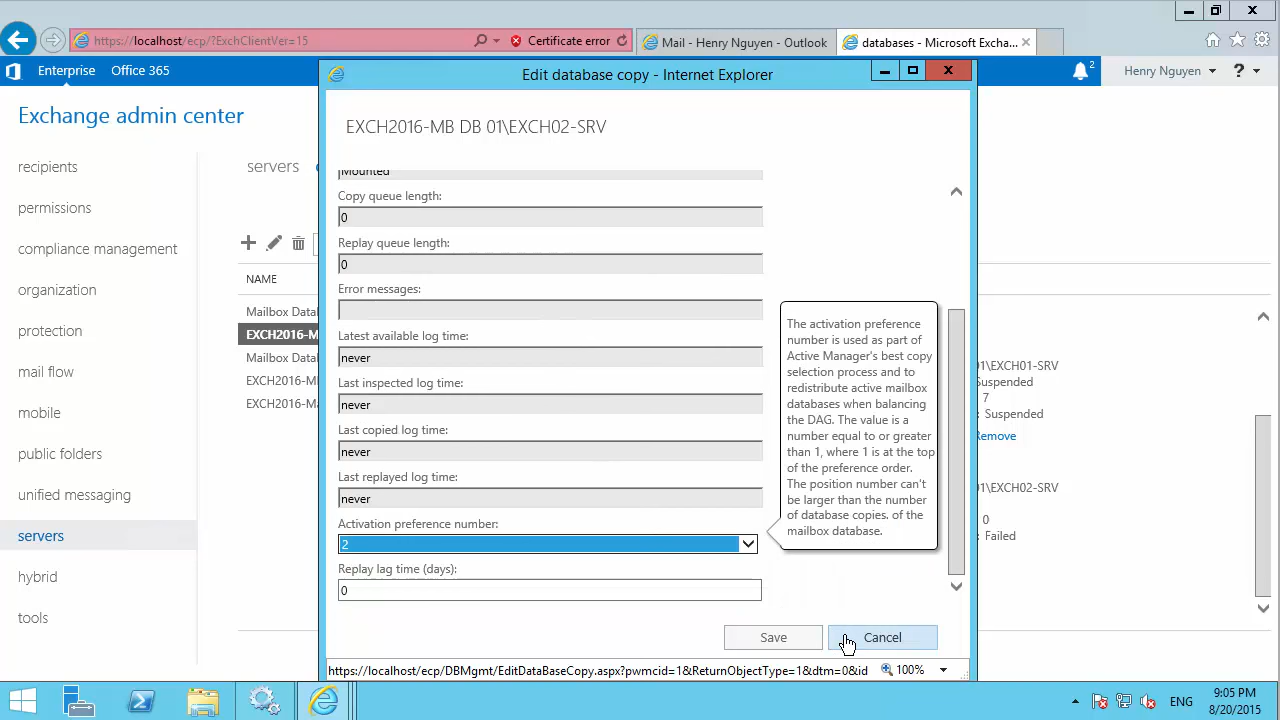 https://localhost/ecp/?ExchClientVer=15
Certificate error
Mail - Henry Nguyen - Outlook
databases - Microsoft Excha...
Enterprise
Office 365
2
Henry Nguyen
?
Edit database copy - Internet Explorer
Exchange admin center
recipients
permissions
compliance management
organization
protection
mail flow
mobile
public folders
unified messaging
servers
hybrid
tools
servers
NAME
Mailbox Datal
EXCH2016-M
Mailbox Datal
EXCH2016-M
EXCH2016-Ma
EXCH2016-MB DB 01\EXCH02-SRV
Mounted
Copy queue length:
0
Replay queue length:
0
Error messages:
Latest available log time:
never
Last inspected log time:
never
Last copied log time:
never
Last replayed log time:
never
Activation preference number:
2
Replay lag time (days):
0
The activation preference
number is used as part of
Active Manager's best copy
selection process and to
redistribute active mailbox
databases when balancing
the DAG. The value is a
number equal to or greater
than 1, where 1 is at the top
of the preference order.
The position number can't
be larger than the number
of database copies. of the
mailbox database.
Save
Cancel
https://localhost/ecp/DBMgmt/EditDataBaseCopy.aspx?pwmcid=1&ReturnObjectType=1&dtm=0&id
100%
01\EXCH01-SRV
Suspended
7
: Suspended
Remove
01\EXCH02-SRV
0
: Failed
ENG
9:05 PM
8/20/2015